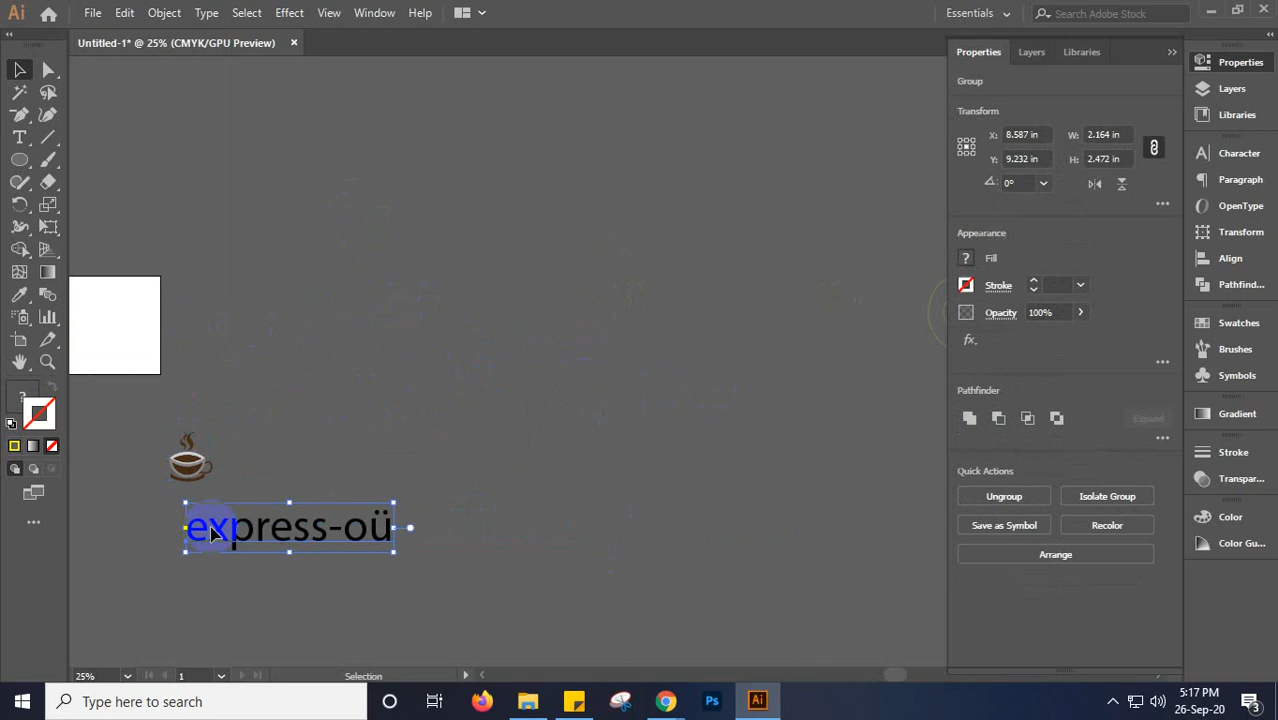 Ai File Edit Object Type Select Effect View Window Help Essentials Search Adobe Stock
Untitled-1* @ 25% (CMYK/GPU Preview)
Properties Layers Libraries
Group
Transform
X: 8.587 in W: 2.164 in
Y: 9.232 in H: 2.472 in
0°
Appearance
? Fill
Stroke
Opacity 100%
fx.
Pathfinder
Expand
Quick Actions
Ungroup Isolate Group
Save as Symbol Recolor
Arrange
Properties
Layers
Libraries
Character
Paragraph
OpenType
Transform
Align
Pathfind...
Swatches
Brushes
Symbols
Gradient
Stroke
Transpar...
Color
Color Gu...
?
express-oü
25% 1 Selection
Type here to search
Ps Ai
5:17 PM
26-Sep-20
3